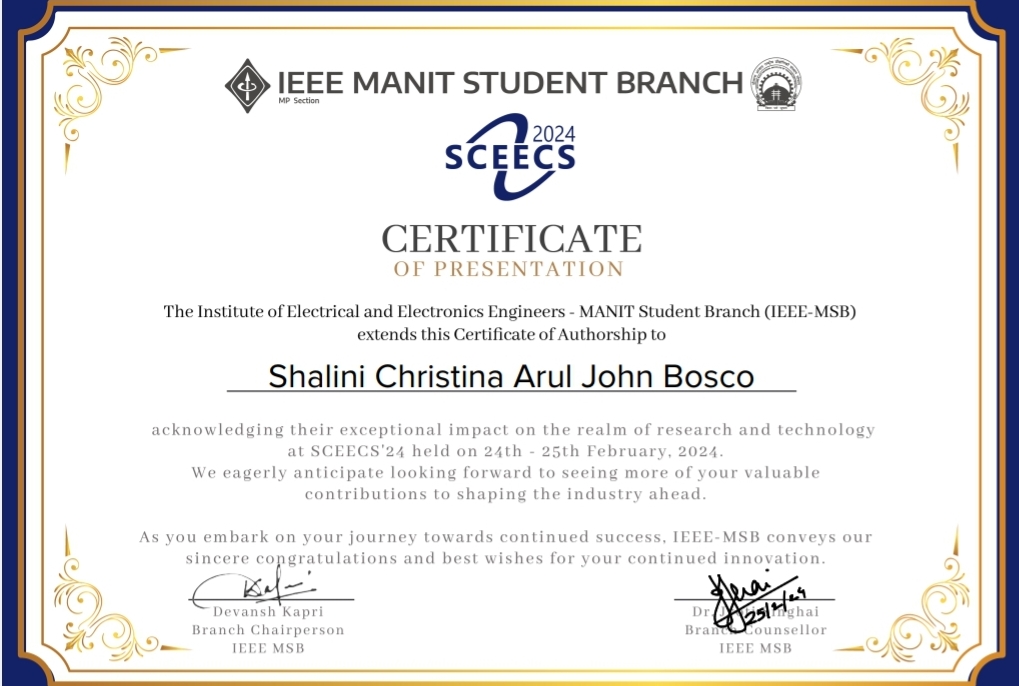 IEEE MANIT STUDENT BRANCH
MP Section
2024
SCEECS
CERTIFICATE
OF PRESENTATION
The Institute of Electrical and Electronics Engineers - MANIT Student Branch (IEEE-MSB)
extends this Certificate of Authorship to
Shalini Christina Arul John Bosco
acknowledging their exceptional impact on the realm of research and technology
at SCEECS'24 held on 24th - 25th February, 2024.
We eagerly anticipate looking forward to seeing more of your valuable
contributions to shaping the industry ahead.
As you embark on your journey towards continued success, IEEE-MSB conveys our
sincere congratulations and best wishes for your continued innovation.
Devansh Kapri
Branch Chairperson
IEEE MSB
25/2/24
Dr.
Branch Counsellor
IEEE MSB